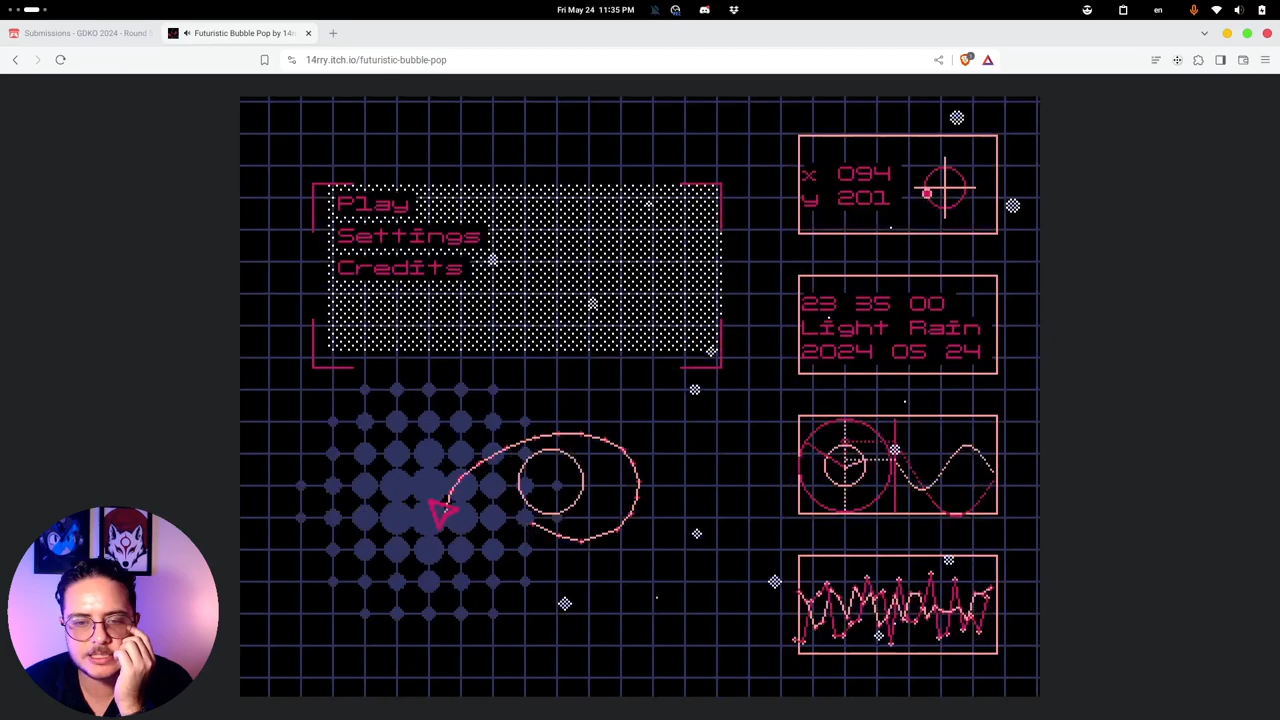 Fri May 24 11:35 PM
en
Submissions - GDKO 2024 - Round
Futuristic Bubble Pop by 14r
14rry.itch.io/futuristic-bubble-pop
Play
Settings
Credits
x 094
y 201
23 35 00
Light Rain
2024 05 24